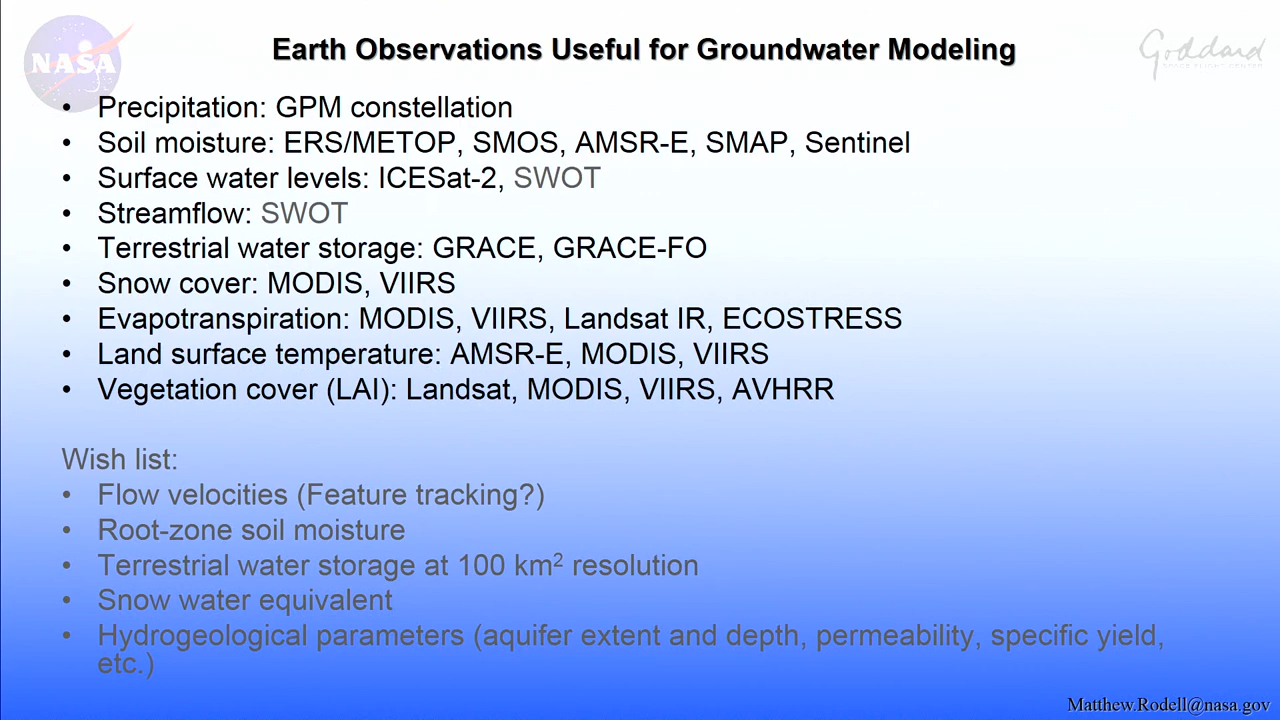 NASA
Earth Observations Useful for Groundwater Modeling
Goddard
SPACE FLIGHT CENTER
• Precipitation: GPM constellation
• Soil moisture: ERS/METOP, SMOS, AMSR-E, SMAP, Sentinel
• Surface water levels: ICESat-2, SWOT
• Streamflow: SWOT
• Terrestrial water storage: GRACE, GRACE-FO
• Snow cover: MODIS, VIIRS
• Evapotranspiration: MODIS, VIIRS, Landsat IR, ECOSTRESS
• Land surface temperature: AMSR-E, MODIS, VIIRS
• Vegetation cover (LAI): Landsat, MODIS, VIIRS, AVHRR
Wish list:
• Flow velocities (Feature tracking?)
• Root-zone soil moisture
• Terrestrial water storage at 100 km² resolution
• Snow water equivalent
• Hydrogeological parameters (aquifer extent and depth, permeability, specific yield,
etc.)
Matthew.Rodell@nasa.gov